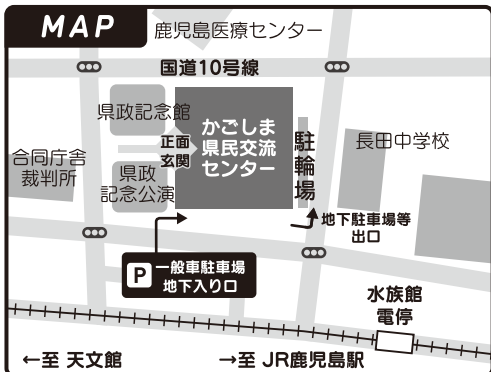 MAP
鹿児島医療センター
国道10号線
県政記念館
正面
玄関
かごしま
県民交流
センター
駐輪場
長田中学校
合同庁舎
裁判所
県政
記念公演
地下駐車場等
出口
P
一般車駐車場
地下入り口
水族館
電停
←至 天文館
→至 JR鹿児島駅